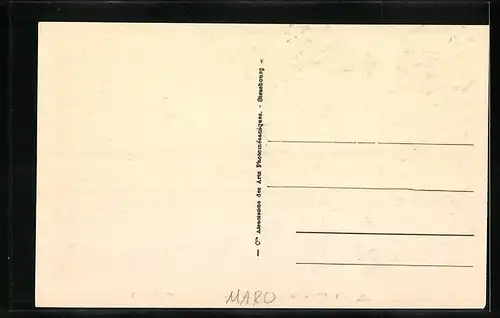 — Cie Alsacienne des Arts Photomécaniques. - Strasbourg -
MARO